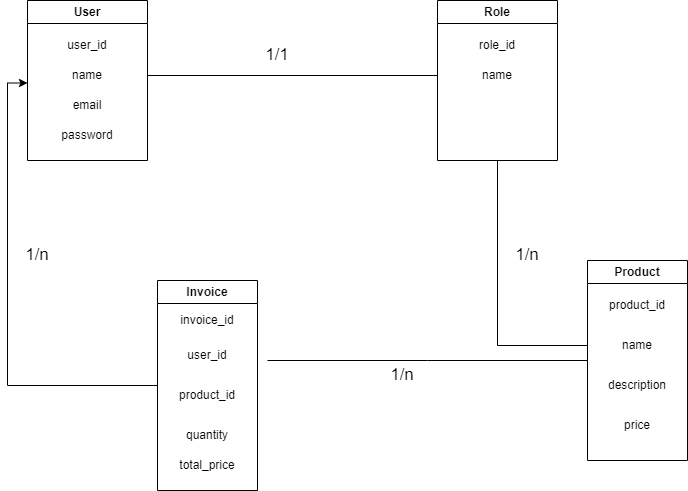 User
user_id
name
email
password
1/1
Role
role_id
name
1/n
1/n
Invoice
invoice_id
user_id
product_id
quantity
total_price
1/n
Product
product_id
name
description
price